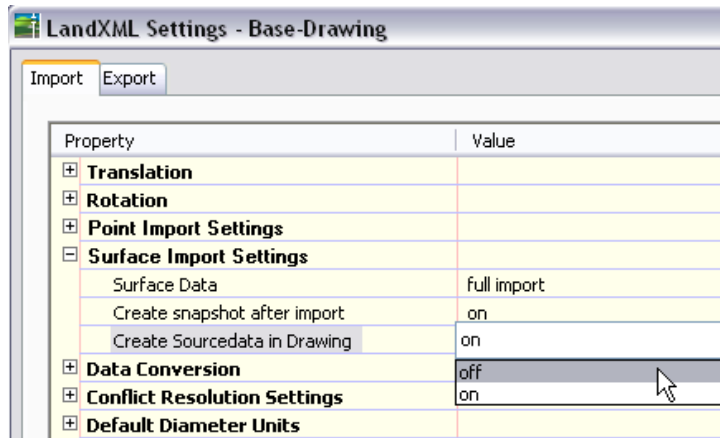 LandXML Settings - Base-Drawing
Import Export
Property Value
Translation
Rotation
Point Import Settings
Surface Import Settings
Surface Data full import
Create snapshot after import on
Create Sourcedata in Drawing on
Data Conversion off
Conflict Resolution Settings on
Default Diameter Units